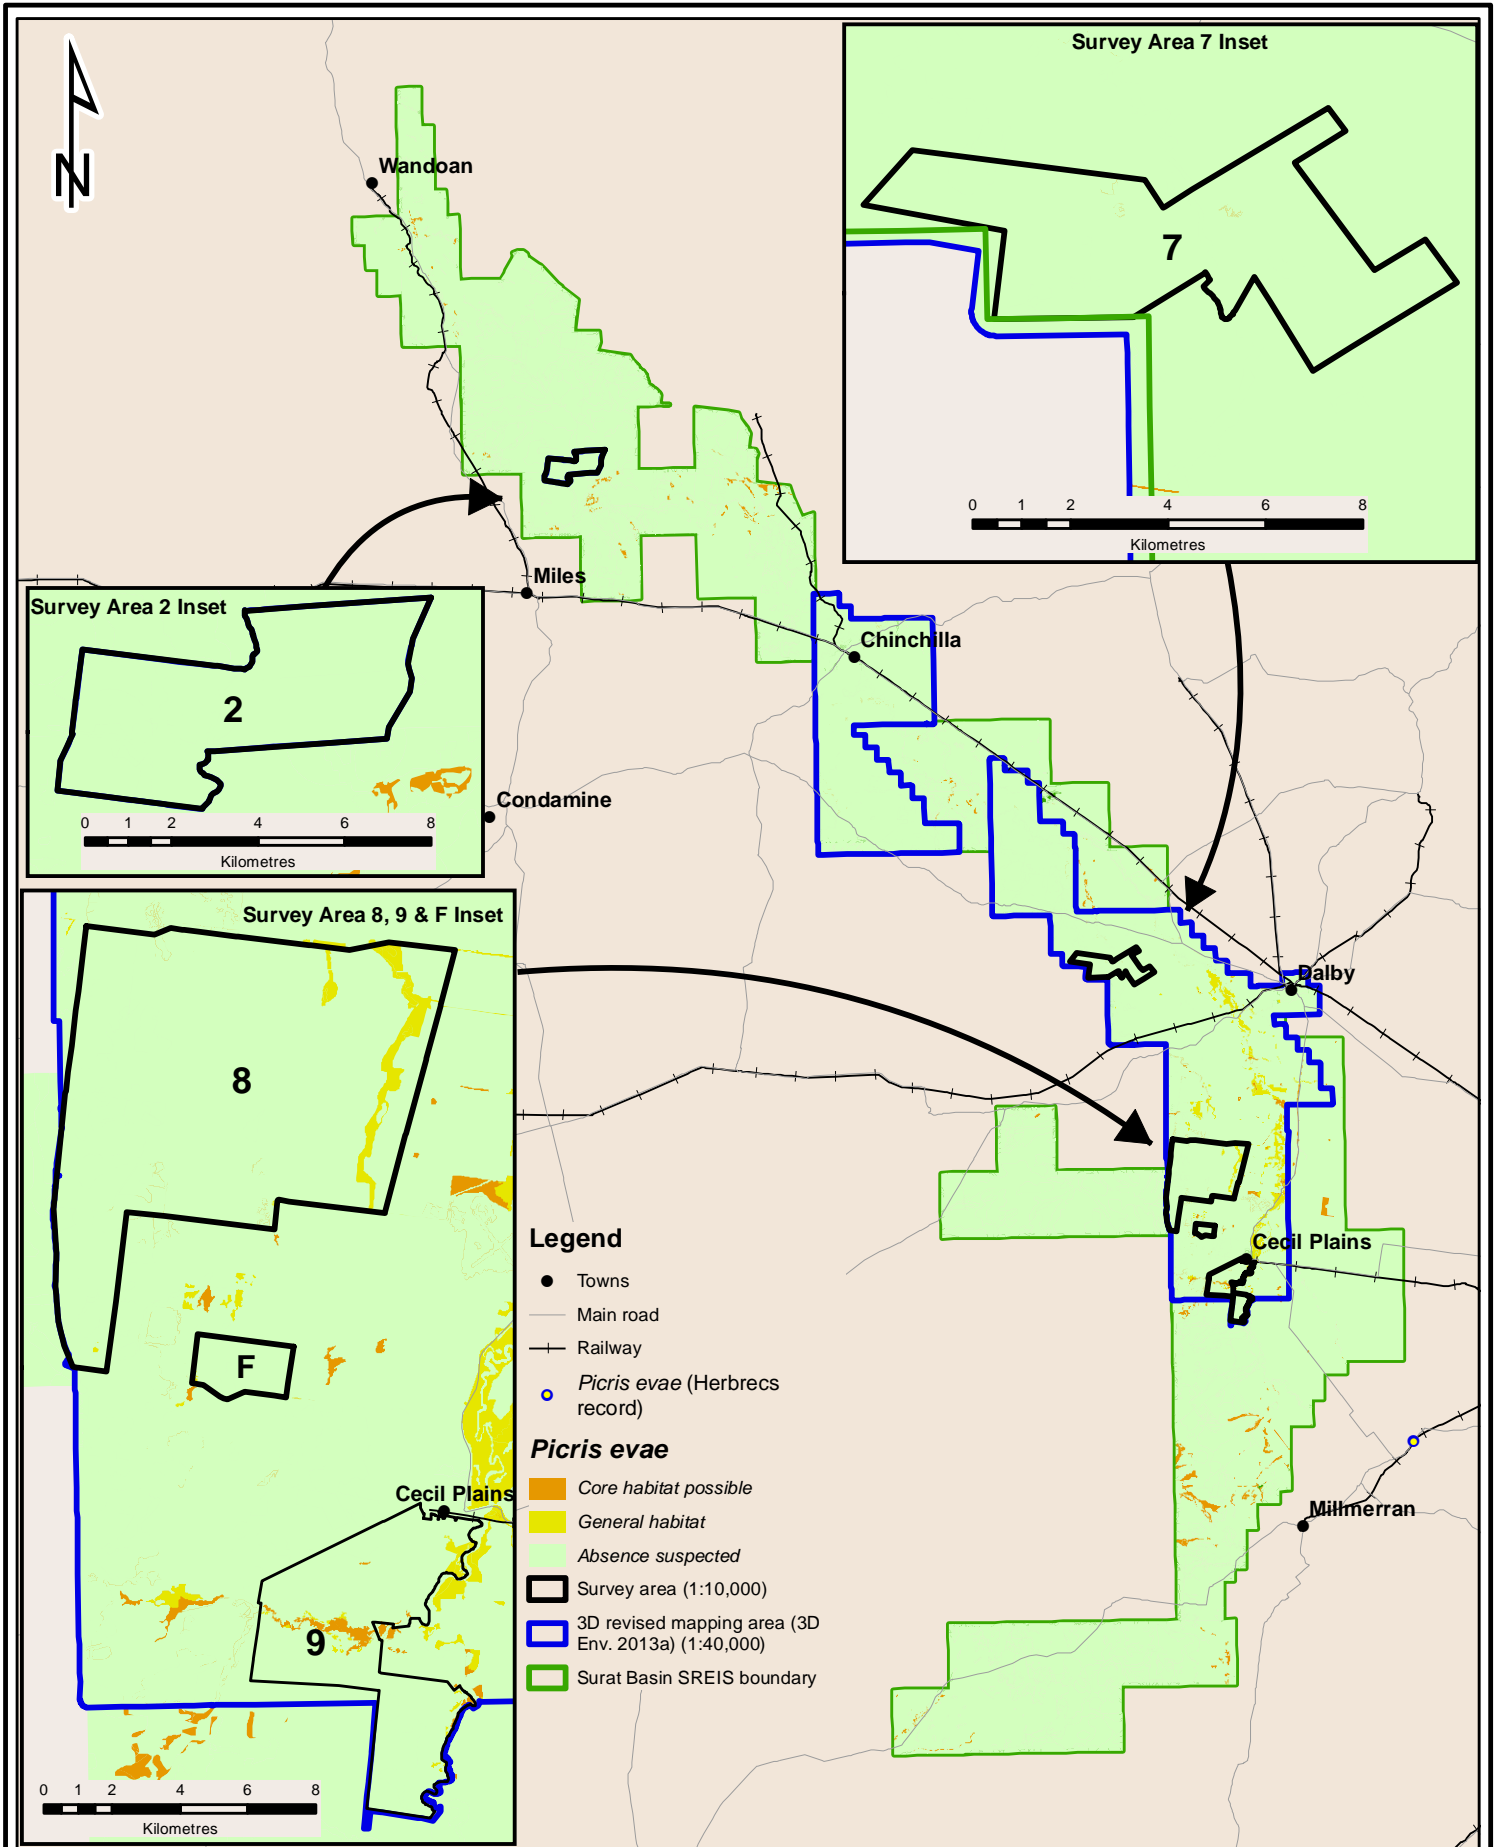 Survey Area 7 Inset
N
Wandoan
7
0 1 2 4 6 8
Kilometres
Miles
Survey Area 2 Inset
2
0 1 2 4 6 8
Kilometres
Chinchilla
Condamine
Survey Area 8, 9 & F Inset
8
F
Cecil Plains
9
0 1 2 4 6 8
Kilometres
Dalby
Cecil Plains
Millmerran
Legend
Towns
Main road
Railway
Picris evae (Herbrecs
record)
Picris evae
Core habitat possible
General habitat
Absence suspected
Survey area (1:10,000)
3D revised mapping area (3D
Env. 2013a) (1:40,000)
Surat Basin SREIS boundary